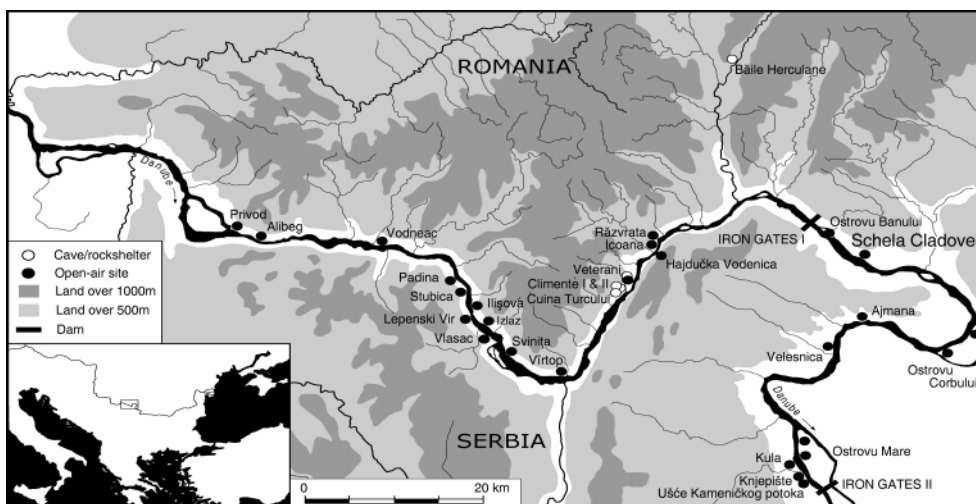 ROMANIA
Băile Herculane
Danube
Privod
Alibeg
Vodneac
Răzvrata
Icoana
IRON GATES I
Ostrovu Banului
Schela Cladovei
Hajdučka Vodenica
Cave/rockshelter
Open-air site
Land over 1000m
Land over 500m
Dam
Padina
Stubica
Lepenski Vir
Vlasac
Ilişová
Izlaz
Sviniţa
Vîrtop
Veterani
Climente I & II
Cuina Turcului
Ajmana
Velesnica
Ostrovu
Corbului
Danube
SERBIA
0
20 km
Kula
Knjepište
Ušće Kameničkog potoka
Ostrovu Mare
IRON GATES II